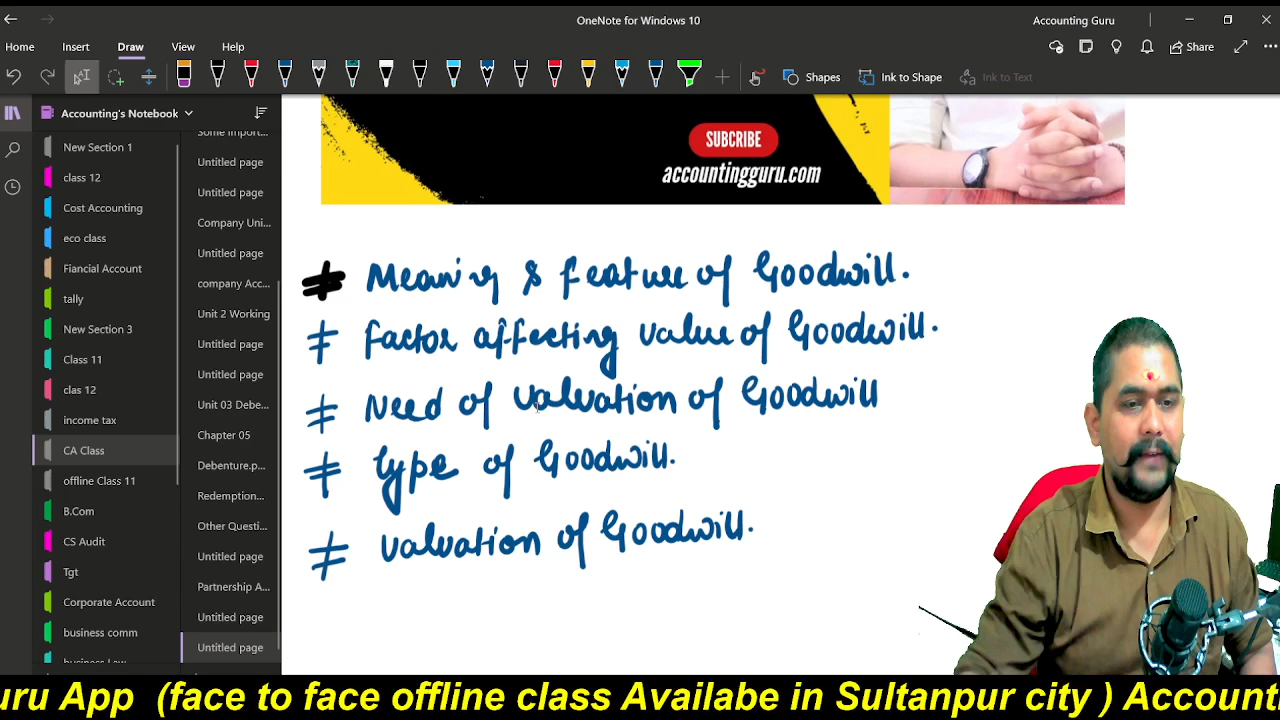 OneNote for Windows 10
Accounting Guru
Home Insert Draw View Help
Share
Shapes
Ink to Shape
Ink to Text
Accounting's Notebook
New Section 1
class 12
Cost Accounting
eco class
Fiancial Account
tally
New Section 3
Class 11
clas 12
income tax
CA Class
offline Class 11
B.Com
CS Audit
Tgt
Corporate Account
business comm
business Law
Some Import...
Untitled page
Untitled page
Company Uni...
Untitled page
company Acc...
Unit 2 Working
Untitled page
Untitled page
Unit 03 Debe...
Chapter 05
Debenture.p...
Redemption...
Other Questi...
Untitled page
Partnership A...
Untitled page
Untitled page
SUBCRIBE
accountingguru.com
≠ Meaning & feature of Goodwill.
≠ factor affecting value of Goodwill.
≠ Need of valuation of Goodwill
≠ Type of Goodwill.
≠ valuation of Goodwill.
uru App (face to face offline class Availabe in Sultanpur city ) Account